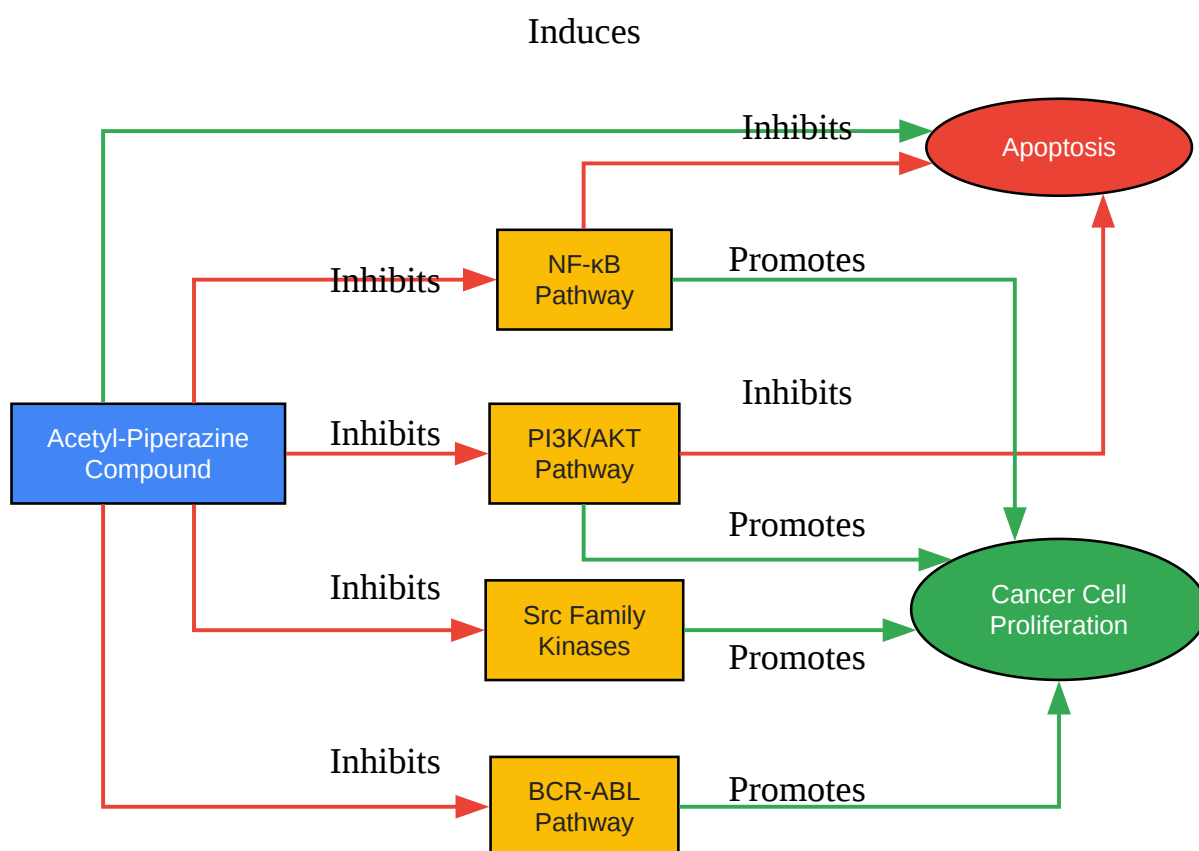 Induces
Inhibits
Apoptosis
Inhibits
NF-κB
Pathway
Promotes
Inhibits
Acetyl-Piperazine
Compound
Inhibits
PI3K/AKT
Pathway
Promotes
Inhibits
Src Family
Kinases
Promotes
Cancer Cell
Proliferation
Inhibits
BCR-ABL
Pathway
Promotes